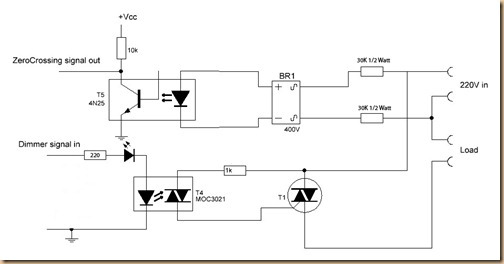 +Vcc
10k
ZeroCrossing signal out
T5
4N25
BR1
400V
30K 1/2 Watt
30K 1/2 Watt
220V in
Load
Dimmer signal in
220
1k
T4
MOC3021
T1